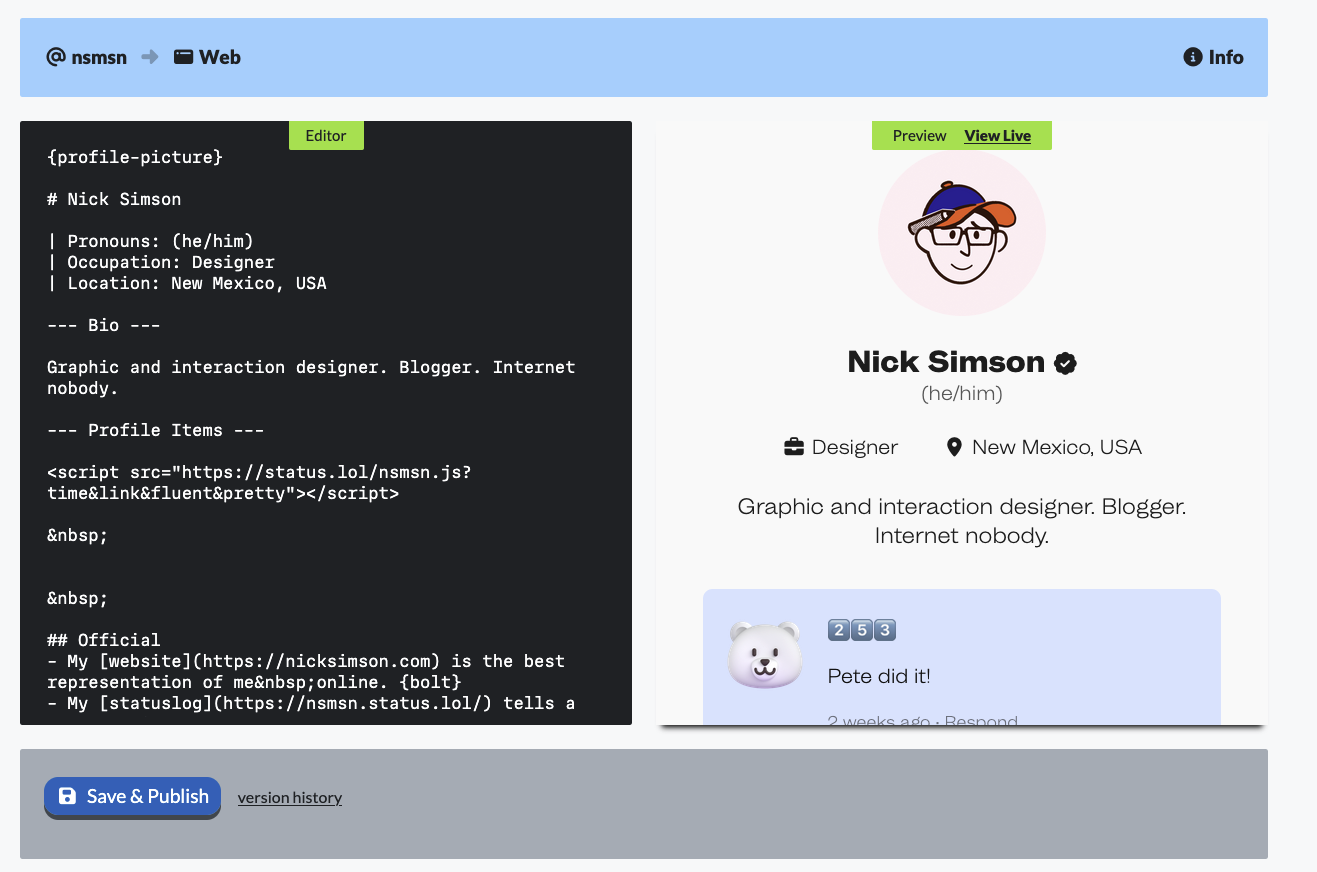 @ nsmsn → Web
Info
Editor
{profile-picture}
# Nick Simson
| Pronouns: (he/him)
| Occupation: Designer
| Location: New Mexico, USA
--- Bio ---
Graphic and interaction designer. Blogger. Internet
nobody.
--- Profile Items ---
<script src="https://status.lol/nsmsn.js?
time&link&fluent&pretty"></script>
&nbsp;
&nbsp;
## Official
- My [website](https://nicksimson.com) is the best
representation of me&nbsp;online. {bolt}
- My [statuslog](https://nsmsn.status.lol/) tells a
Preview View Live
Nick Simson
(he/him)
Designer
New Mexico, USA
Graphic and interaction designer. Blogger.
Internet nobody.
2️⃣5️⃣3️⃣
Pete did it!
2 weeks ago · Respond
Save & Publish
version history